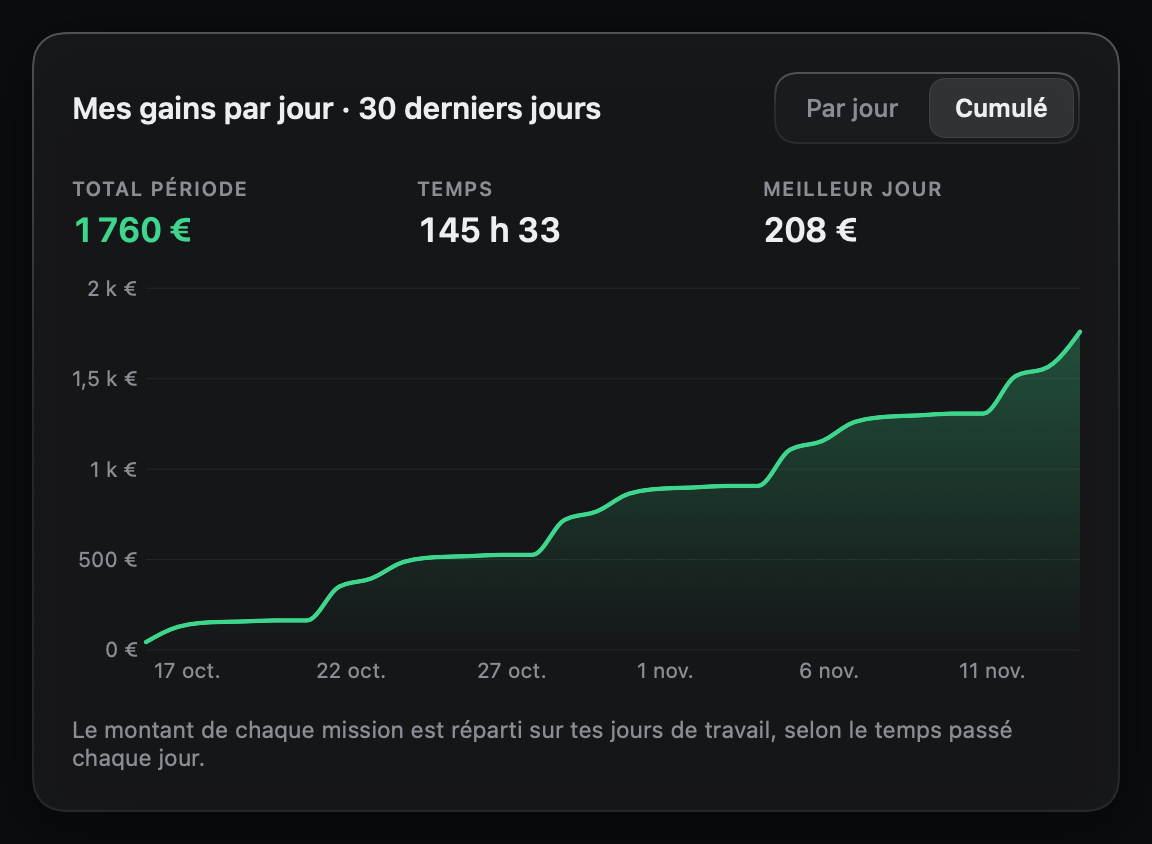 Mes gains par jour · 30 derniers jours
Par jour
Cumulé
TOTAL PÉRIODE
TEMPS
MEILLEUR JOUR
1 760 €
145 h 33
208 €
2 k €
1,5 k €
1 k €
500 €
0 €
17 oct.
22 oct.
27 oct.
1 nov.
6 nov.
11 nov.
Le montant de chaque mission est réparti sur tes jours de travail, selon le temps passé
chaque jour.